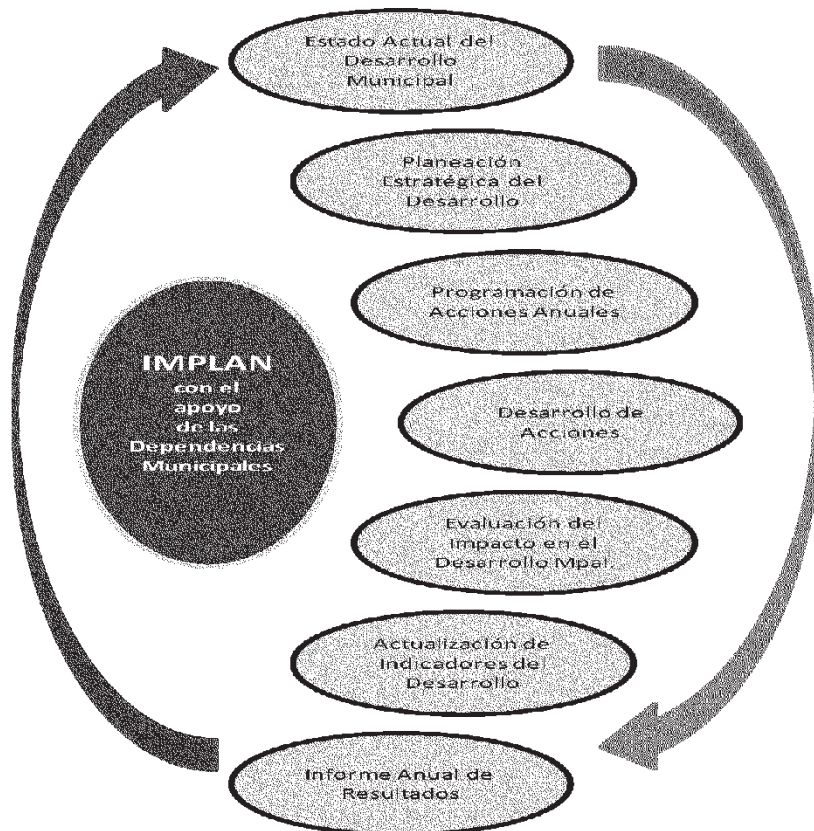 Estado Actual del
Desarrollo
Municipal
Planeación
Estratégica del
Desarrollo
Programación de
Acciones Anuales
IMPLAN
con el
apoyo
de las
Dependencias
Municipales
Desarrollo de
Acciones
Evaluación del
Impacto en el
Desarrollo Mpal.
Actualización de
Indicadores de
Desarrollo
Informe Anual de
Resultados